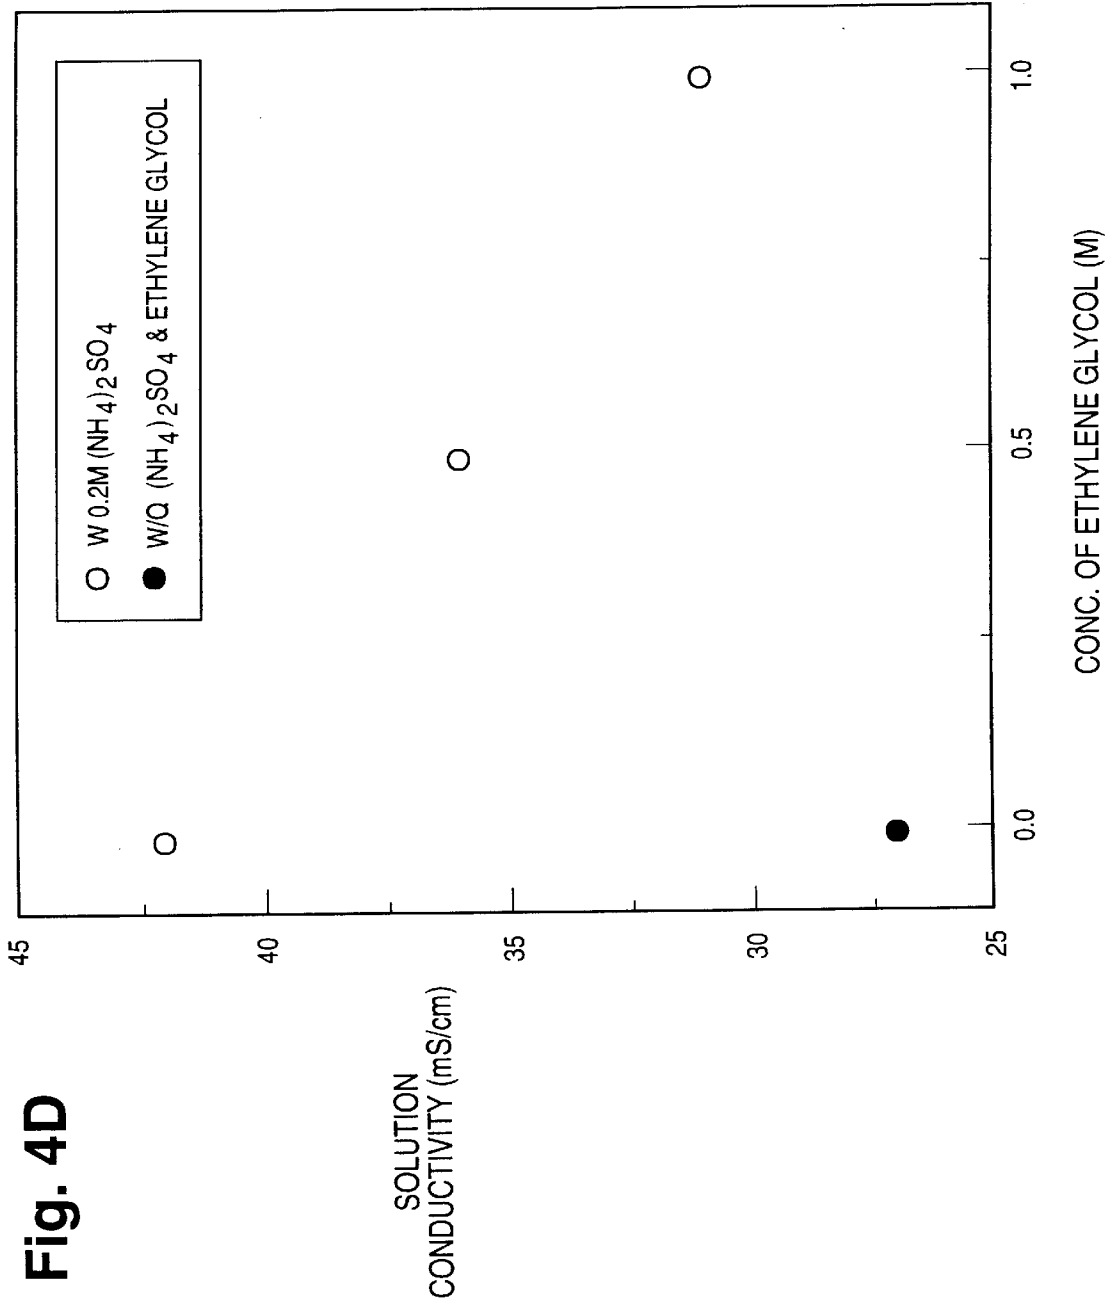 Fig. 4D
SOLUTION
CONDUCTIVITY (mS/cm)
45
40
35
30
25
W 0.2M (NH4)2SO4
W/Q (NH4)2SO4 & ETHYLENE GLYCOL
0.0
0.5
1.0
CONC. OF ETHYLENE GLYCOL (M)